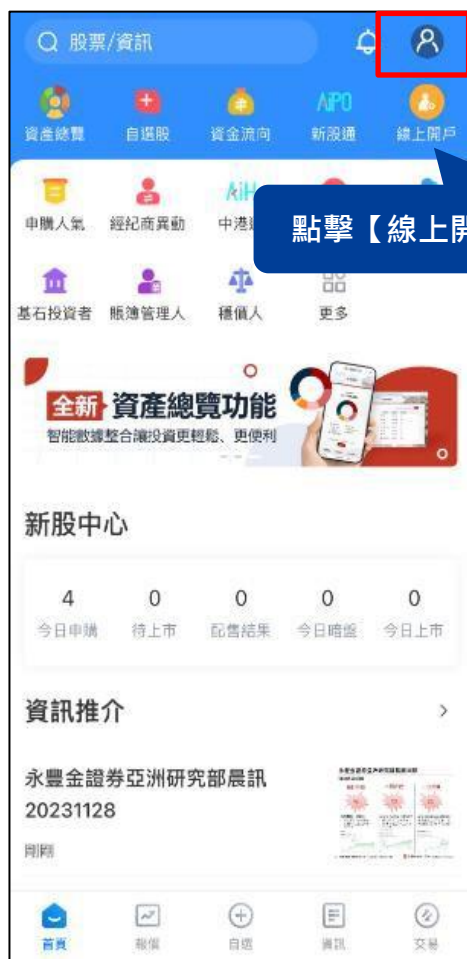 股票/資訊
資產總覽 自選股 資金流向 新股通 線上開戶
申購人氣 經紀商異動 中港
點擊【線上開
基石投資者 賬簿管理人 穩價人 更多
全新 資產總覽功能
智能數據整合讓投資更輕鬆、更便利
新股中心
4 0 0 0 0
今日申購 待上市 配售結果 今日暗盤 今日上市
資訊推介
永豐金證券亞洲研究部晨訊
20231128
剛剛
首頁 報價 自選 資訊 交易